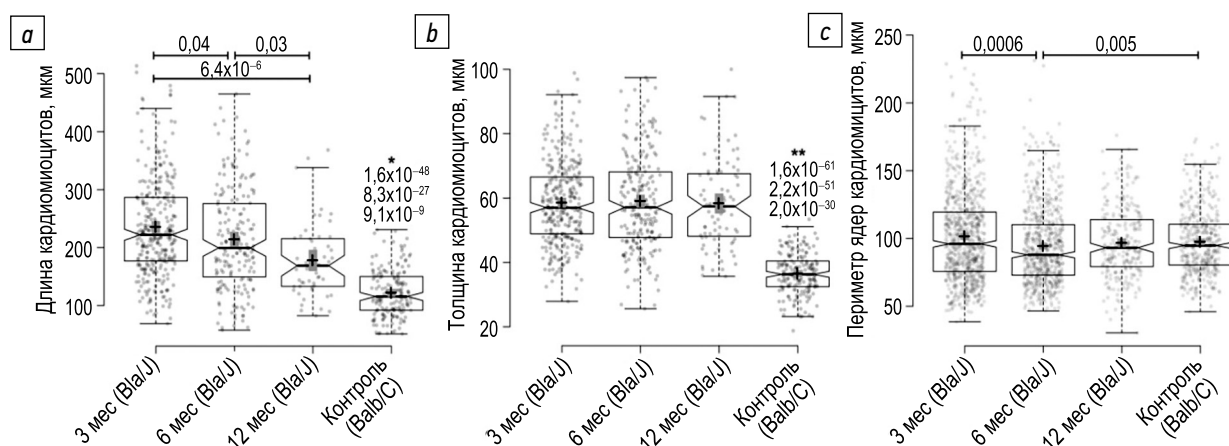 a
0,04
0,03
6,4x10⁻⁶
Длина кардиомиоцитов, мкм
500
400
300
200
100
*
1,6x10⁻⁴⁸
8,3x10⁻²⁷
9,1x10⁻⁹
3 мес (Bla/J)
6 мес (Bla/J)
12 мес (Bla/J)
Контроль
(Balb/C)
b
Толщина кардиомиоцитов, мкм
100
80
60
40
20
**
1,6x10⁻⁶¹
2,2x10⁻⁵¹
2,0x10⁻³⁰
3 мес (Bla/J)
6 мес (Bla/J)
12 мес (Bla/J)
Контроль
(Balb/C)
c
0,0006
0,005
Периметр ядер кардиомицитов, мкм
250
200
150
100
50
3 мес (Bla/J)
6 мес (Bla/J)
12 мес (Bla/J)
Контроль
(Balb/C)